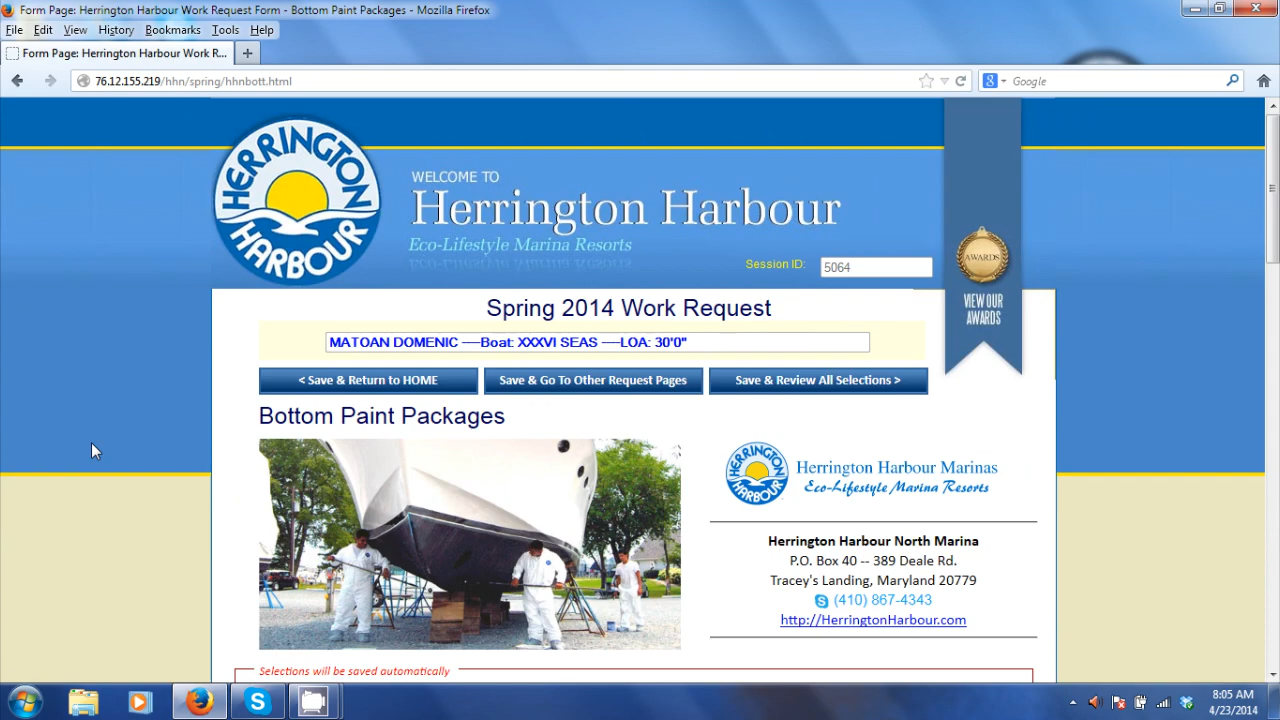 Form Page: Herrington Harbour Work Request Form - Bottom Paint Packages - Mozilla Firefox
File Edit View History Bookmarks Tools Help
Form Page: Herrington Harbour Work R...
76.12.155.219/hhn/spring/hhnbott.html
Google
HERRINGTON HARBOUR
WELCOME TO
Herrington Harbour
Eco-Lifestyle Marina Resorts
Session ID: 5064
AWARDS
VIEW OUR
AWARDS
Spring 2014 Work Request
MATOAN DOMENIC ----Boat: XXXVI SEAS ----LOA: 30'0"
< Save & Return to HOME
Save & Go To Other Request Pages
Save & Review All Selections >
Bottom Paint Packages
HERRINGTON HARBOUR
Herrington Harbour Marinas
Eco-Lifestyle Marina Resorts
Herrington Harbour North Marina
P.O. Box 40 -- 389 Deale Rd.
Tracey's Landing, Maryland 20779
(410) 867-4343
http://HerringtonHarbour.com
Selections will be saved automatically
8:05 AM
4/23/2014